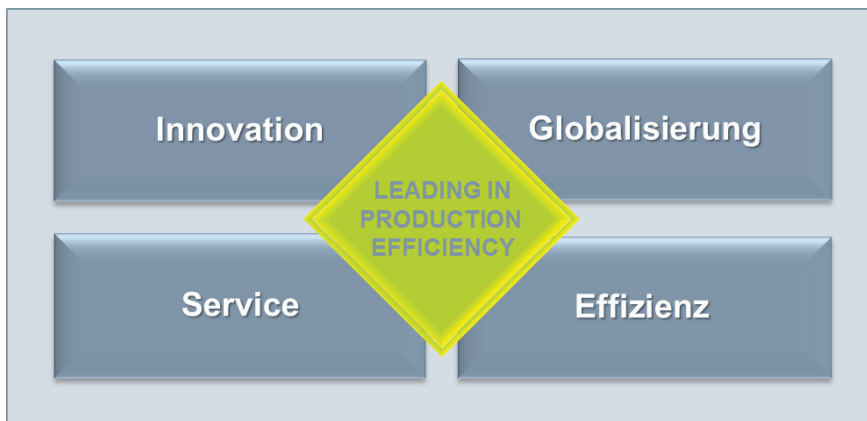 Innovation
Globalisierung
LEADING IN
PRODUCTION
EFFICIENCY
Service
Effizienz